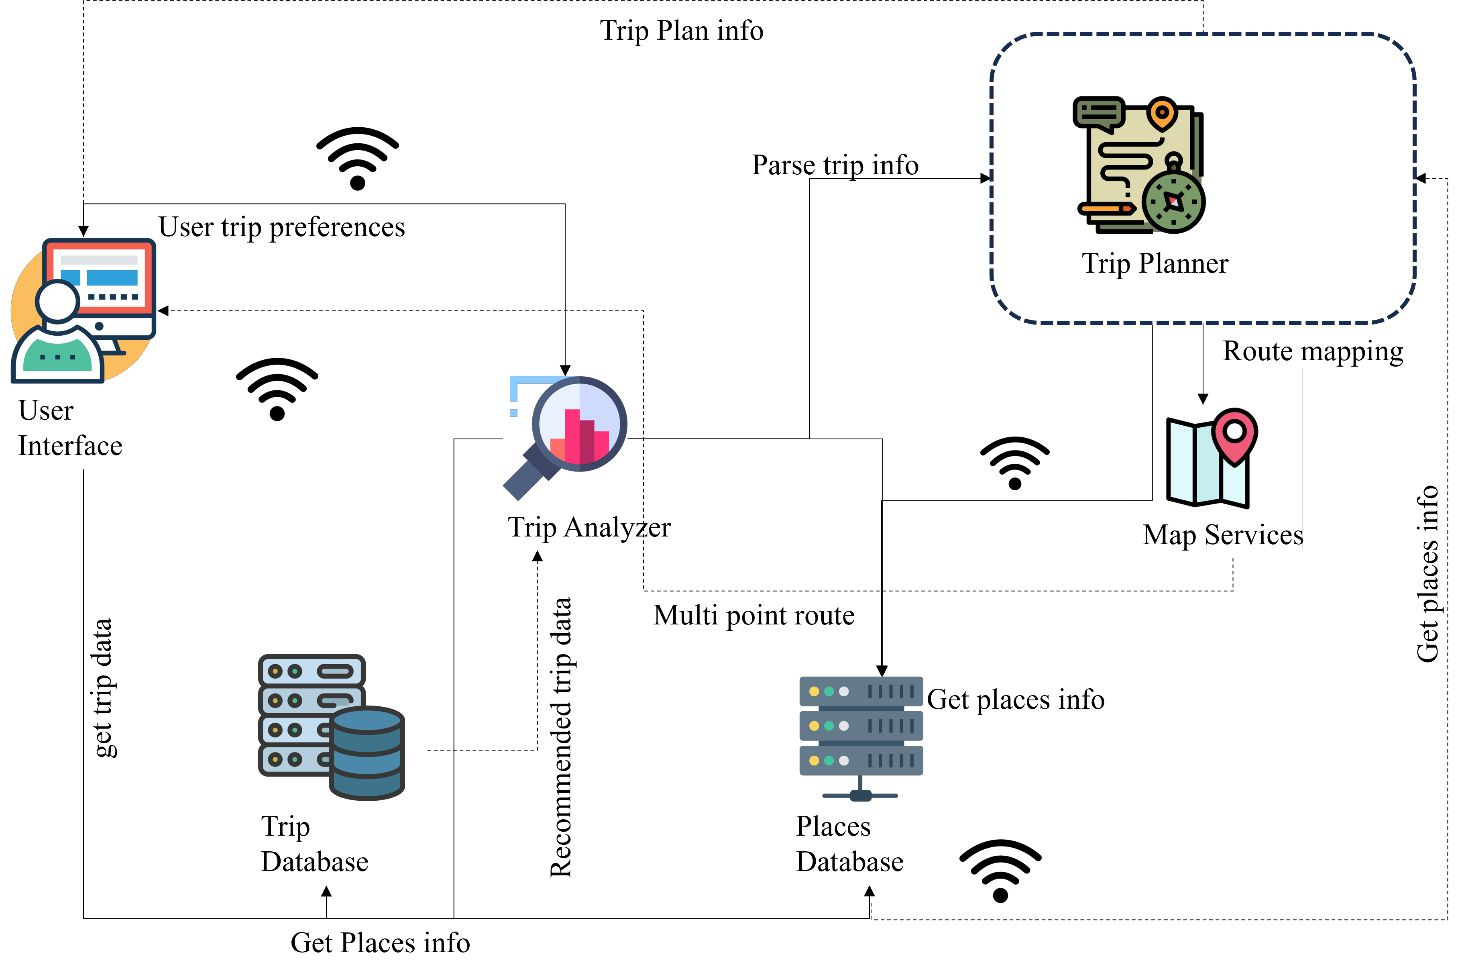 Trip Plan info
Parse trip info
User trip preferences
Trip Planner
Route mapping
User
Interface
Trip Analyzer
Map Services
Multi point route
Get places info
get trip data
Recommended trip data
Get places info
Trip
Database
Places
Database
Get Places info